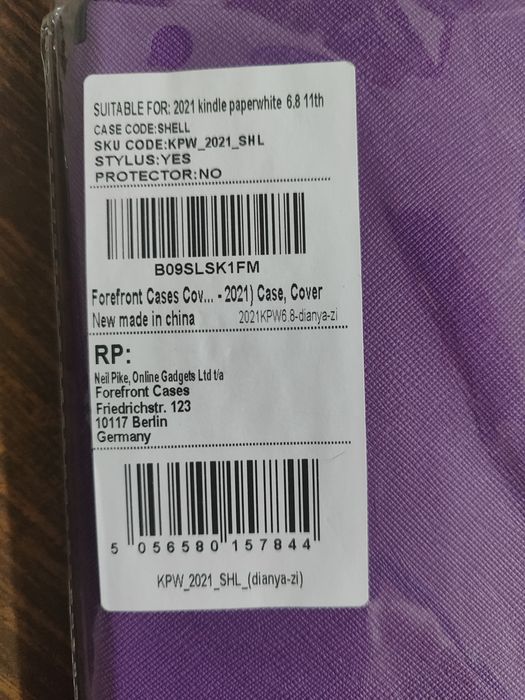 SUITABLE FOR: 2021 kindle paperwhite 6.8 11th
CASE CODE:SHELL
SKU CODE:KPW_2021_SHL
STYLUS:YES
PROTECTOR:NO
B09SLSK1FM
Forefront Cases Cov... - 2021) Case, Cover
New made in china 2021KPW6.8-dianya-zi
RP:
Neil Pike, Online Gadgets Ltd t/a
Forefront Cases
Friedrichstr. 123
10117 Berlin
Germany
5 056580 157844
KPW_2021_SHL_(dianya-zi)